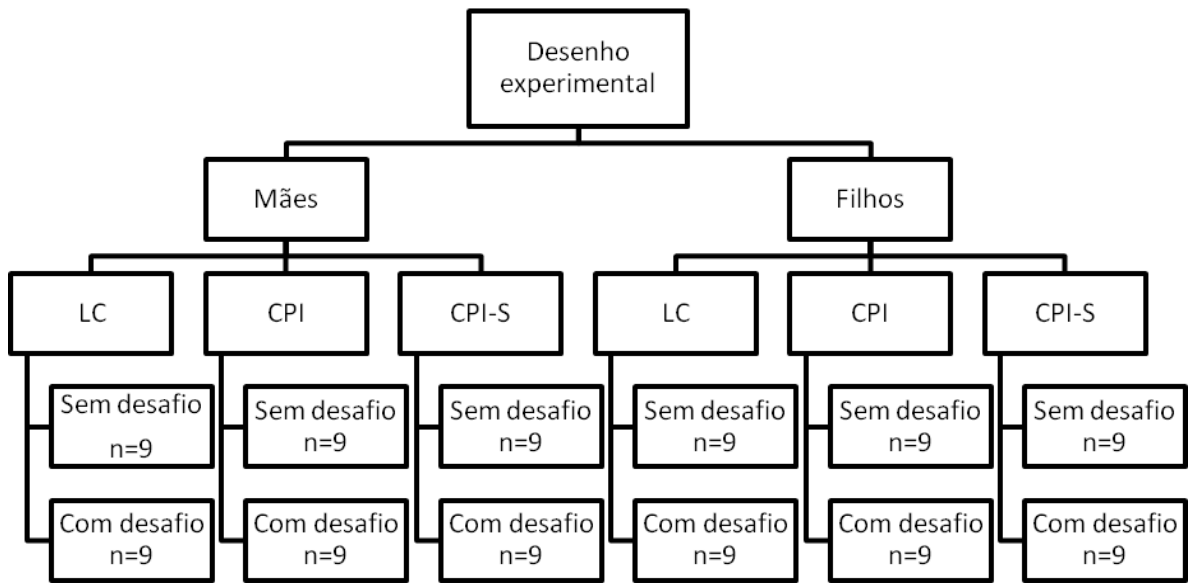 Desenho
experimental
Mães
Filhos
LC
CPI
CPI-S
LC
CPI
CPI-S
Sem desafio
n=9
Sem desafio
n=9
Sem desafio
n=9
Sem desafio
n=9
Sem desafio
n=9
Sem desafio
n=9
Com desafio
n=9
Com desafio
n=9
Com desafio
n=9
Com desafio
n=9
Com desafio
n=9
Com desafio
n=9